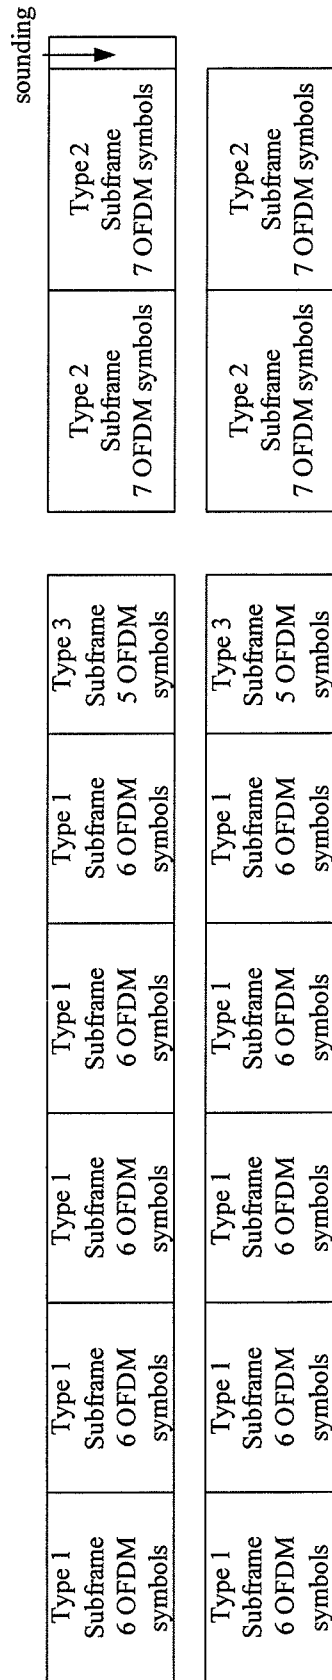 sounding
Type 1
Subframe
6 OFDM
symbols
Type 1
Subframe
6 OFDM
symbols
Type 1
Subframe
6 OFDM
symbols
Type 1
Subframe
6 OFDM
symbols
Type 1
Subframe
6 OFDM
symbols
Type 3
Subframe
5 OFDM
symbols
Type 2
Subframe
7 OFDM symbols
Type 2
Subframe
7 OFDM symbols
Type 1
Subframe
6 OFDM
symbols
Type 1
Subframe
6 OFDM
symbols
Type 1
Subframe
6 OFDM
symbols
Type 1
Subframe
6 OFDM
symbols
Type 1
Subframe
6 OFDM
symbols
Type 3
Subframe
5 OFDM
symbols
Type 2
Subframe
7 OFDM symbols
Type 2
Subframe
7 OFDM symbols